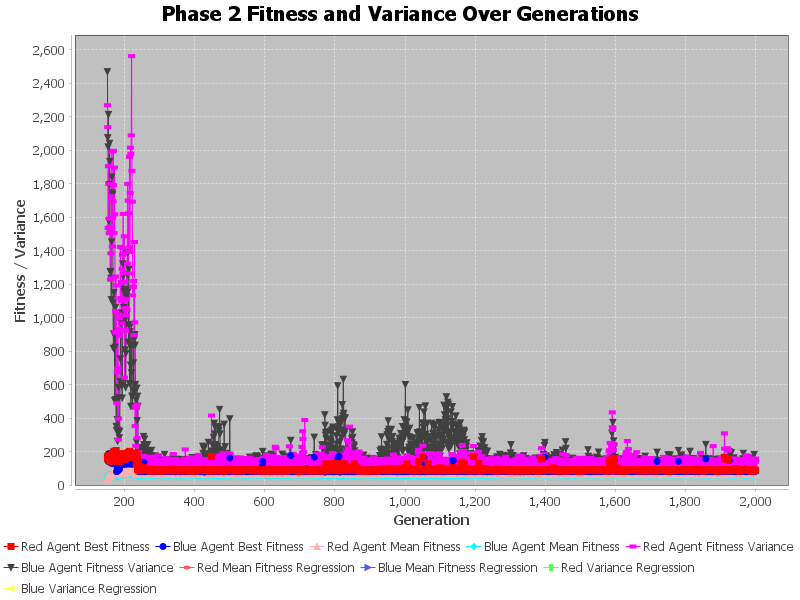 Phase 2 Fitness and Variance Over Generations
2,600
2,400
2,200
2,000
1,800
1,600
1,400
1,200
1,000
800
600
400
200
0
Fitness / Variance
200 400 600 800 1,000 1,200 1,400 1,600 1,800 2,000
Generation
Red Agent Best Fitness Blue Agent Best Fitness Red Agent Mean Fitness Blue Agent Mean Fitness Red Agent Fitness Variance
Blue Agent Fitness Variance Red Mean Fitness Regression Blue Mean Fitness Regression Red Variance Regression
Blue Variance Regression